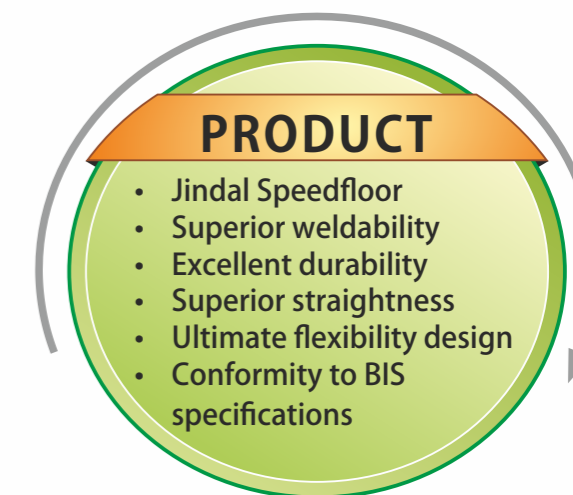 PRODUCT
• Jindal Speedfloor
• Superior weldability
• Excellent durability
• Superior straightness
• Ultimate flexibility design
• Conformity to BIS
specifications